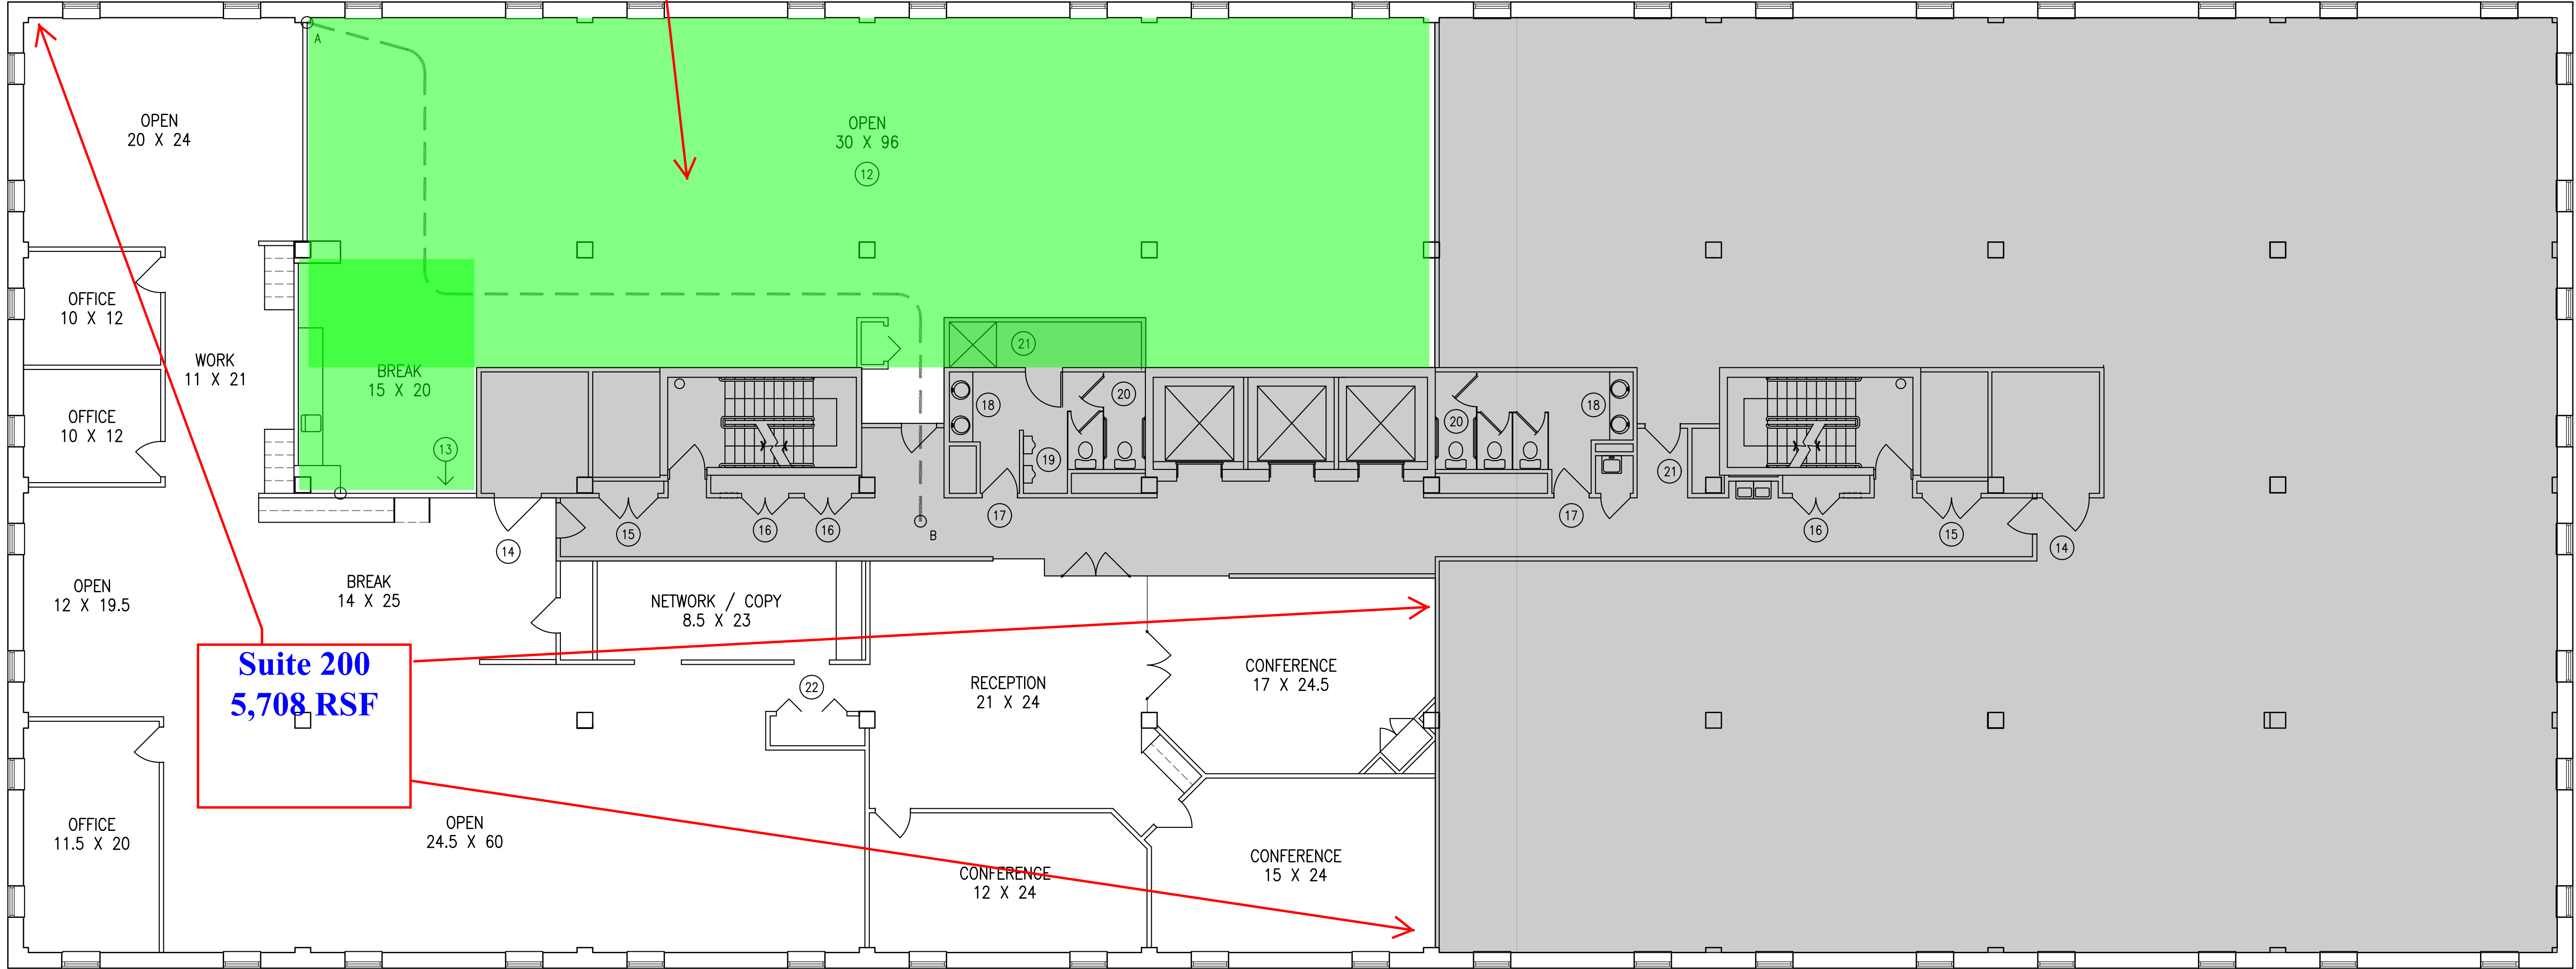 A
OPEN
20 X 24
OPEN
30 X 96
12
OFFICE
10 X 12
WORK
11 X 21
OFFICE
10 X 12
BREAK
15 X 20
13
21
18
20
19
20
18
21
14
15
16
16
B
17
17
16
15
14
OPEN
12 X 19.5
BREAK
14 X 25
NETWORK / COPY
8.5 X 23
Suite 200
5,708 RSF
22
RECEPTION
21 X 24
CONFERENCE
17 X 24.5
OFFICE
11.5 X 20
OPEN
24.5 X 60
CONFERENCE
12 X 24
CONFERENCE
15 X 24